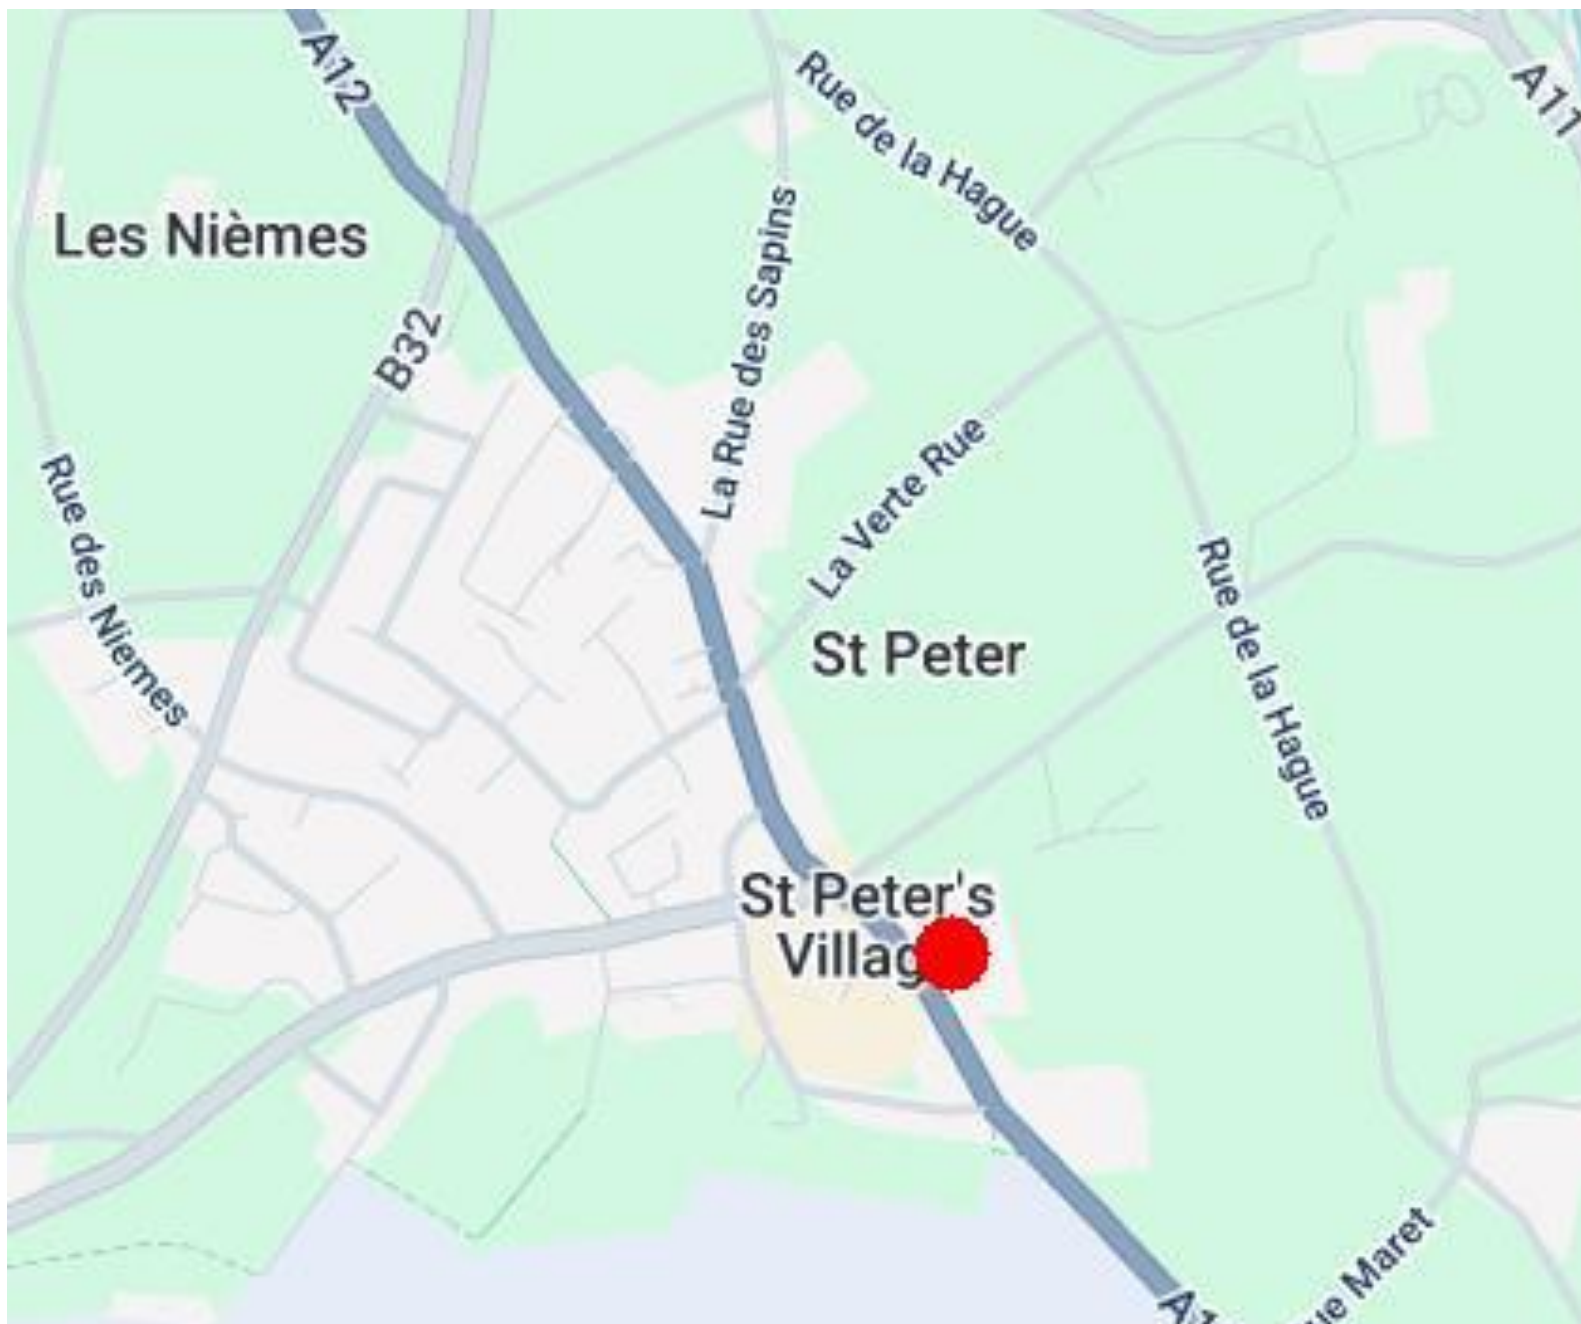 A12
Rue de la Hague
A11
Les Nièmes
La Rue des Sapins
B32
La Verte Rue
Rue des Niemes
Rue de la Hague
St Peter
St Peter's
Villag
Maret